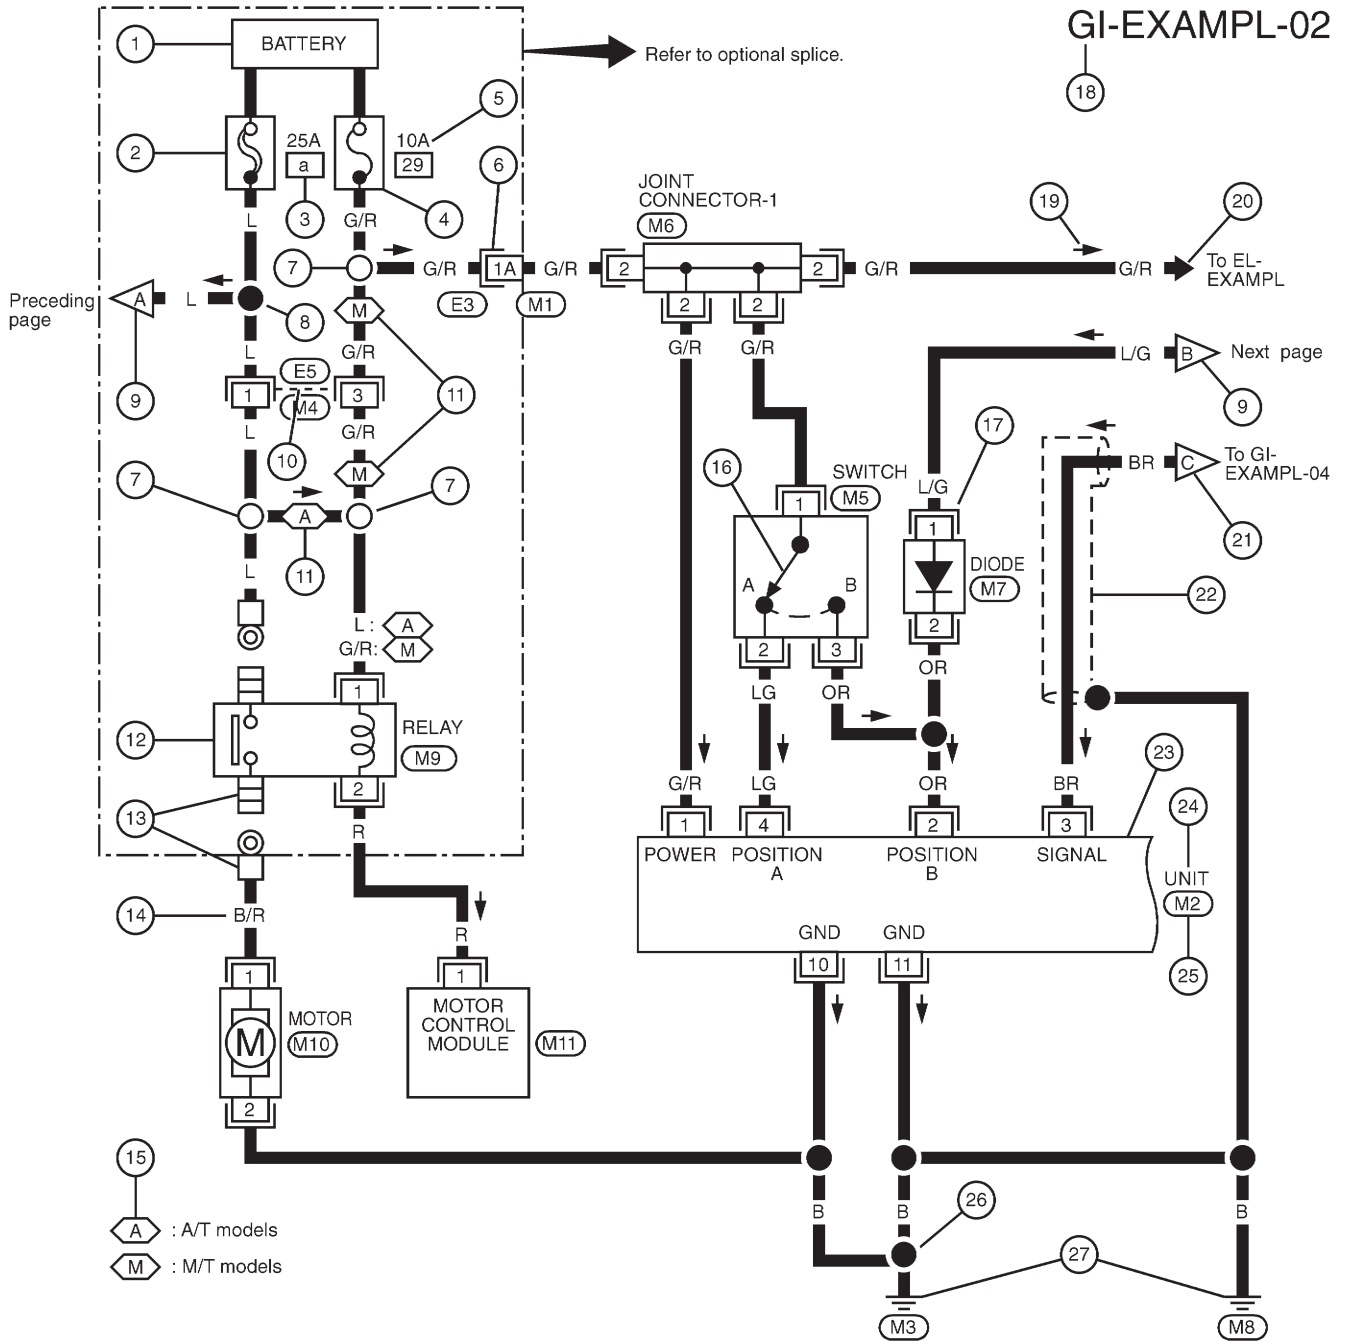 GI-EXAMPL-02
18
1
BATTERY
Refer to optional splice.
5
2
25A
a
10A
29
6
3
4
L
G/R
JOINT
CONNECTOR-1
M6
19
20
7
G/R
1A
G/R
2
2
G/R
G/R
To EL-
EXAMPL
E3
M1
2
2
Preceding
page
A
L
8
M
G/R
G/R
L/G
B
Next page
L
G/R
E5
9
1
3
11
M4
9
17
L
G/R
10
BR
C
To GI-
EXAMPL-04
16
SWITCH
M5
7
M
7
L/G
1
1
A
21
11
L
DIODE
M7
A
B
22
L :
A
G/R:
M
2
2
3
1
OR
LG
OR
12
RELAY
M9
23
2
G/R
LG
OR
BR
24
13
1
4
2
3
R
POWER
POSITION
A
POSITION
B
SIGNAL
UNIT
M2
14
B/R
R
GND
GND
10
11
25
1
1
MOTOR
CONTROL
MODULE
M11
M
MOTOR
M10
2
15
A
: A/T models
B
B
26
B
M
: M/T models
27
M3
M8